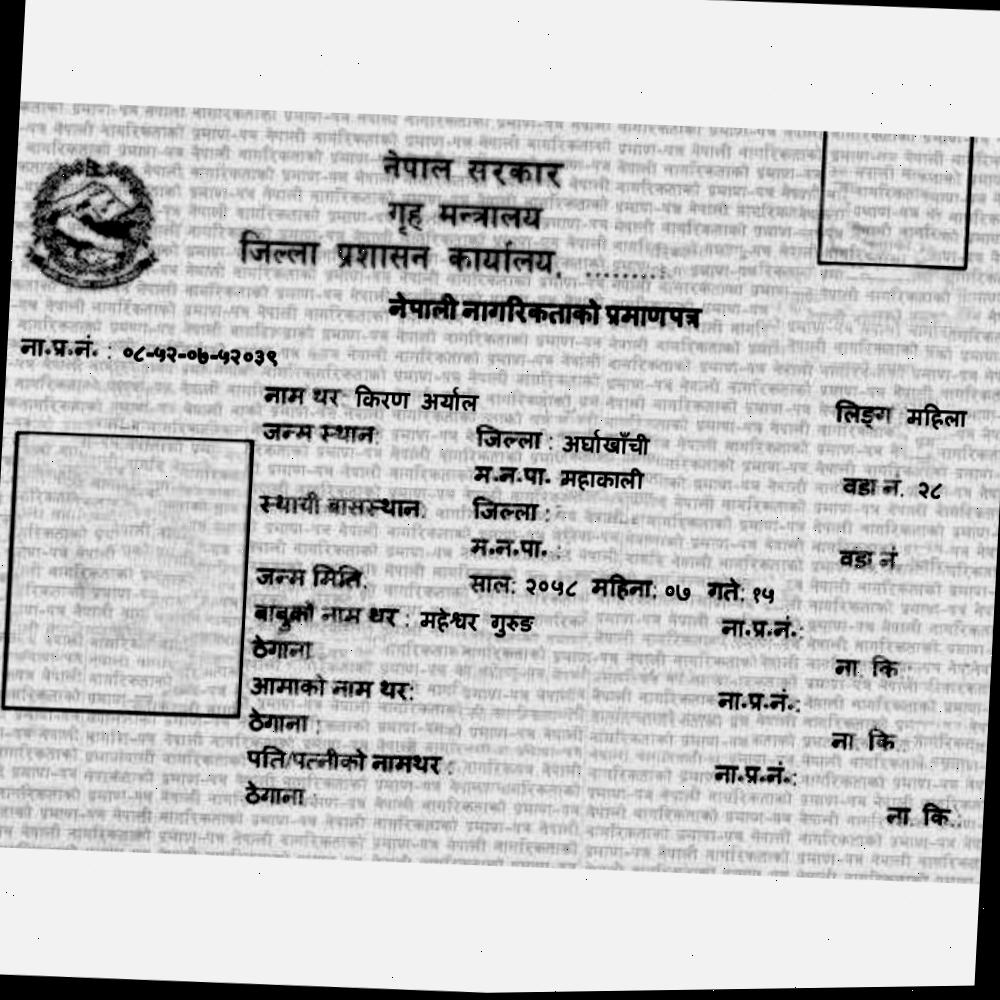 नेपाल सरकार
गृह मन्त्रालय
जिल्ला प्रशासन कार्यालय, .........
नेपाली नागरिकताको प्रमाणपत्र
ना.प्र.नं. : ०८-५२-०७-५२०३९
नाम थर: किरण अर्याल लिङ्ग महिला
जन्म स्थान: जिल्ला : अर्घाखाँची
म.न.पा. महाकाली वडा नं. २८
स्थायी बासस्थान: जिल्ला :
म.न.पा. : वडा नं.
जन्म मिति: साल: २०५८ महिना: ०७ गते: १५
बाबुको नाम थर : महेश्वर गुरुङ ना.प्र.नं.:
ठेगाना : ना. कि.:
आमाको नाम थर: ना.प्र.नं.:
ठेगाना : ना. कि.:
पति/पत्नीको नामथर : ना.प्र.नं.:
ठेगाना : ना. कि.: